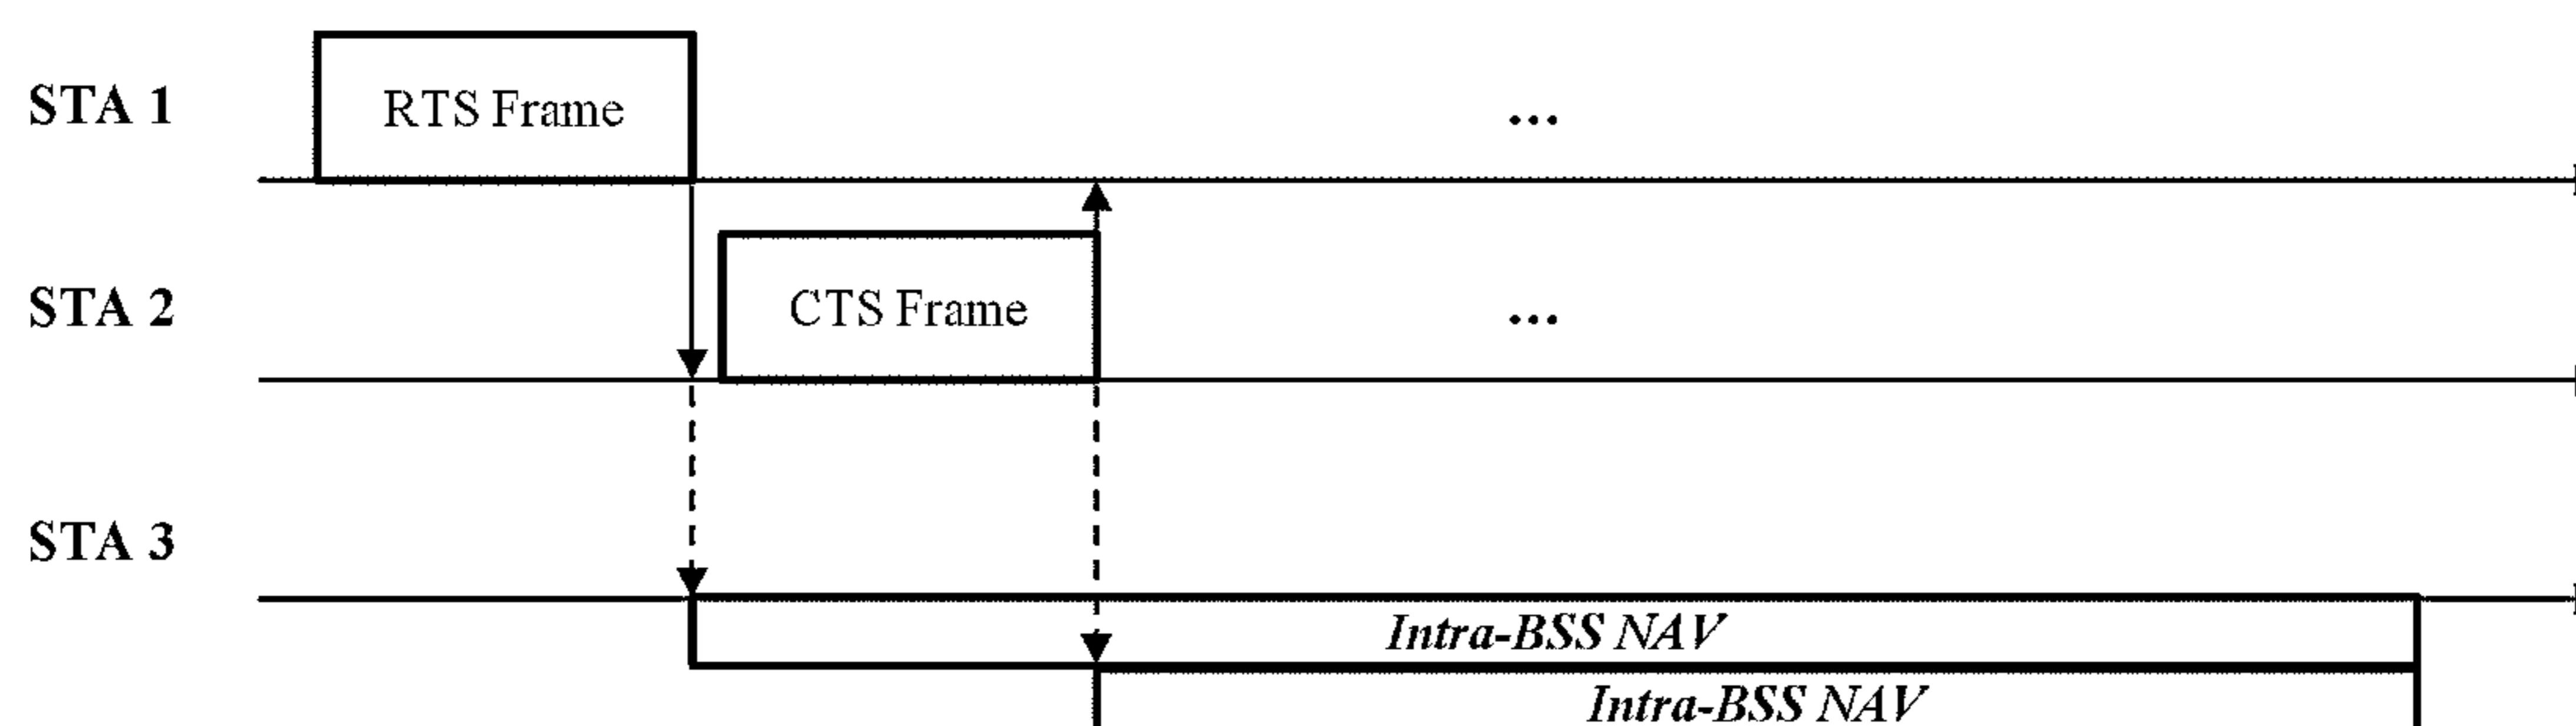 STA 1
RTS Frame
...
STA 2
CTS Frame
...
STA 3
Intra-BSS NAV
Intra-BSS NAV